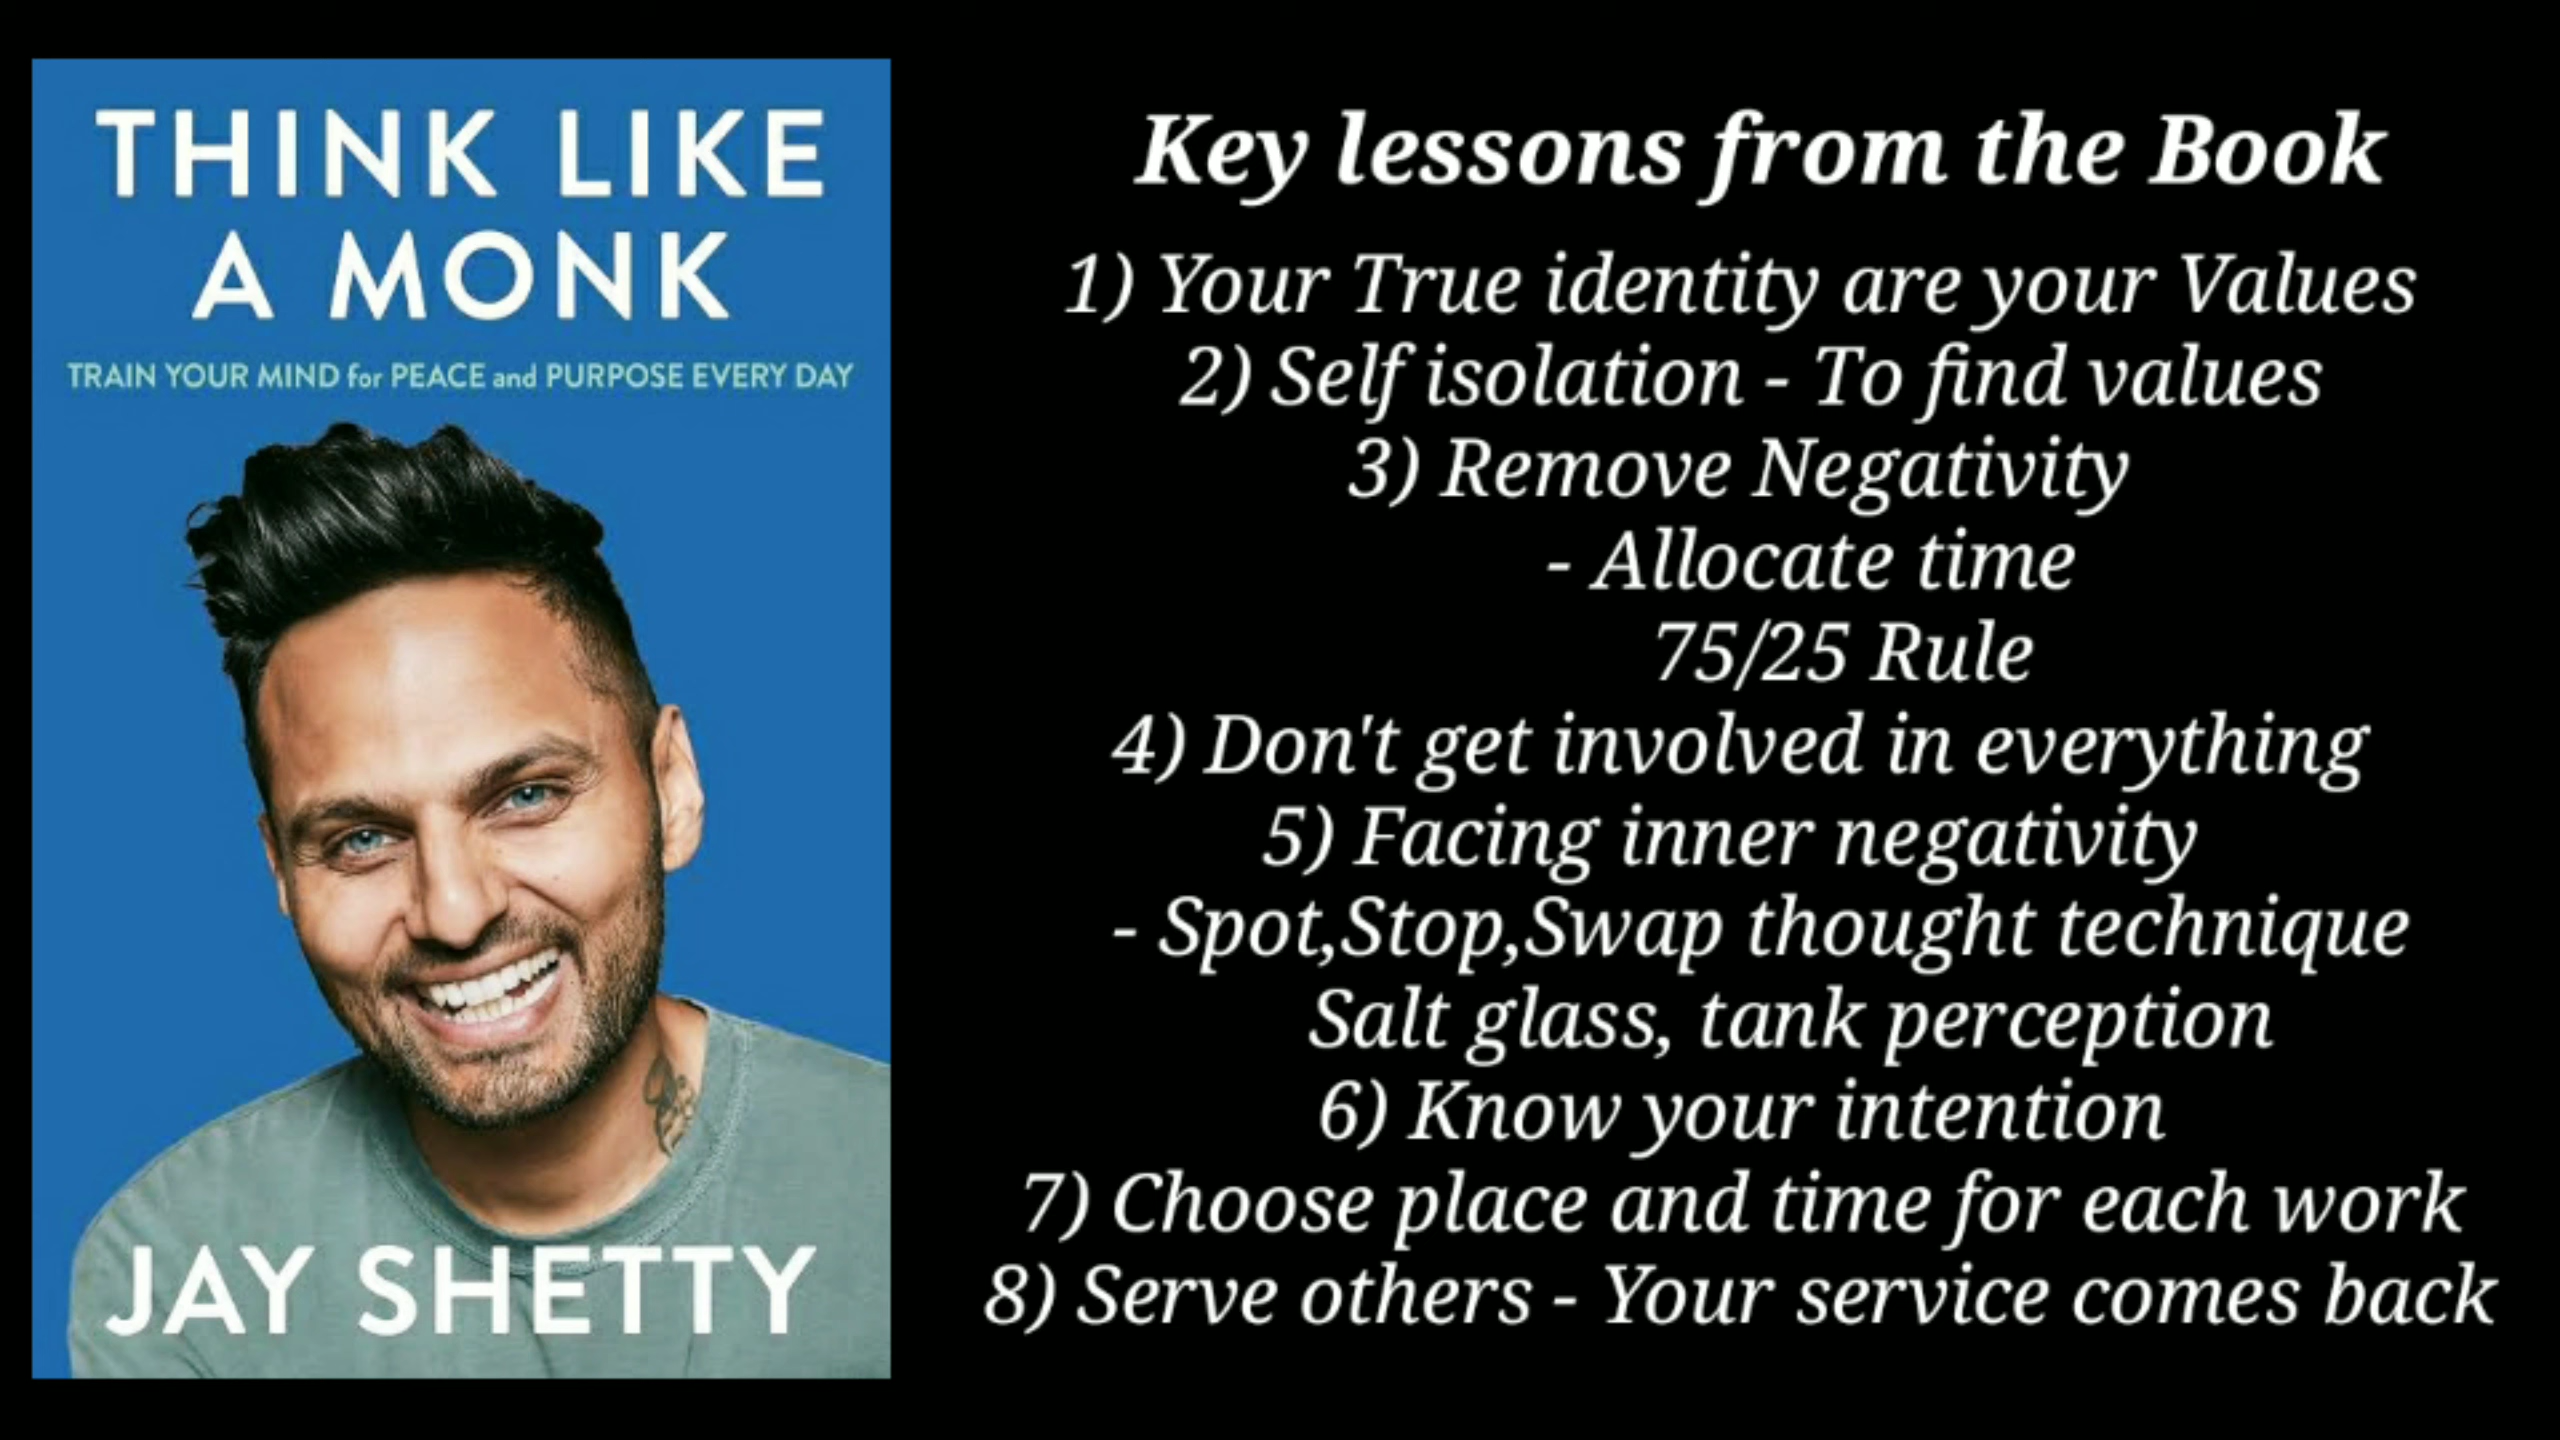 THINK LIKE
A MONK
TRAIN YOUR MIND for PEACE and PURPOSE EVERY DAY
JAY SHETTY
Key lessons from the Book
1) Your True identity are your Values
2) Self isolation - To find values
3) Remove Negativity
- Allocate time
75/25 Rule
4) Don't get involved in everything
5) Facing inner negativity
- Spot,Stop,Swap thought technique
Salt glass, tank perception
6) Know your intention
7) Choose place and time for each work
8) Serve others - Your service comes back